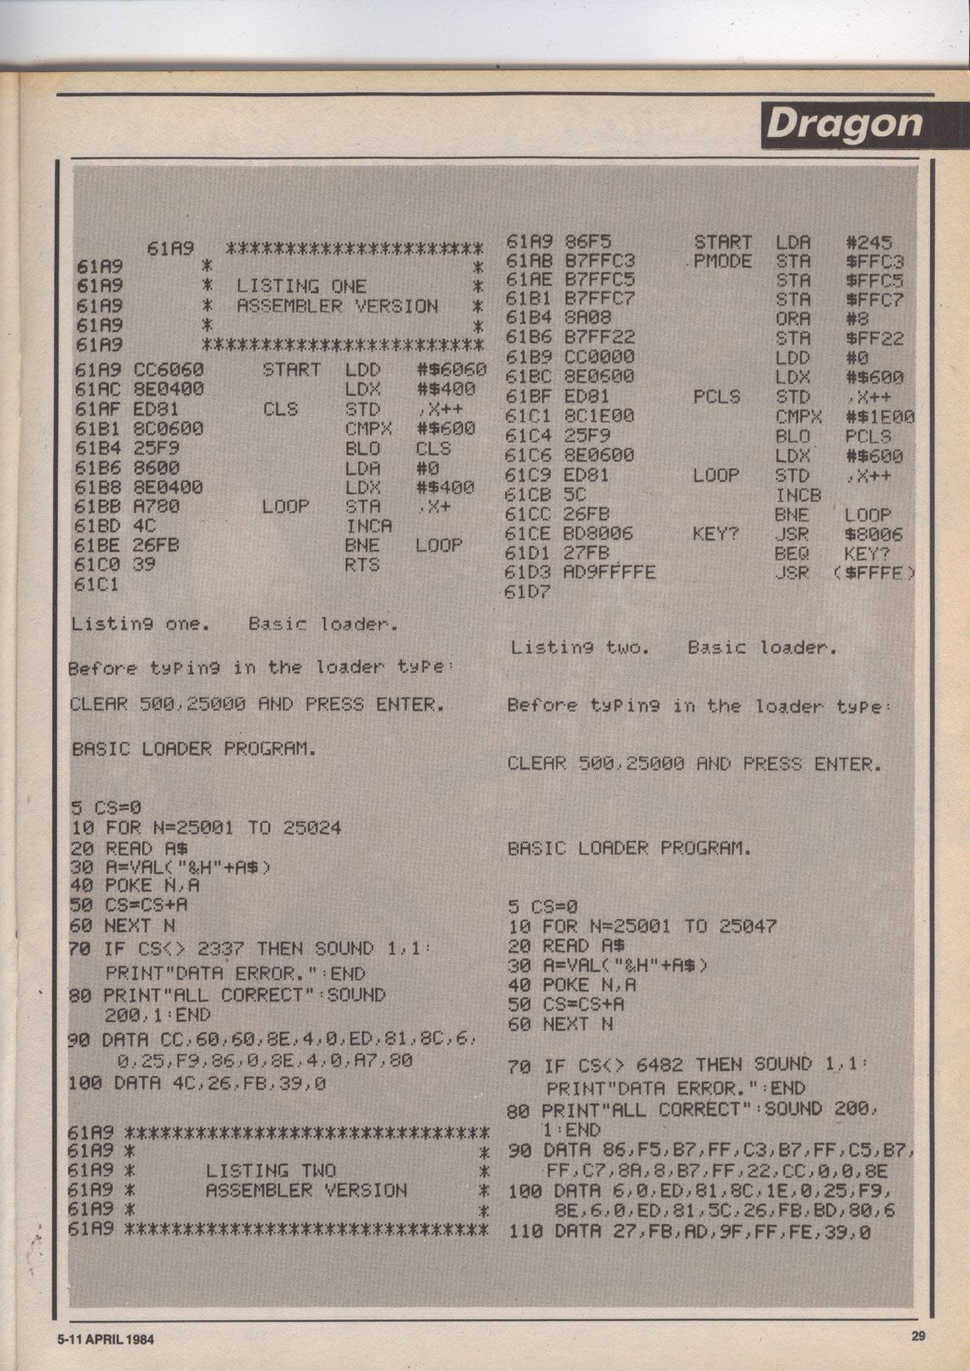 Dragon
61A9 **********************
61A9 * *
61A9 * LISTING ONE *
61A9 * ASSEMBLER VERSION *
61A9 * *
61A9 ************************
61A9 CC6060 START LDD #$6060
61AC 8E0400 LDX #$400
61AF ED81 CLS STD ,X++
61B1 8C0600 CMPX #$600
61B4 25F9 BLO CLS
61B6 8600 LDA #0
61B8 8E0400 LDX #$400
61BB A780 LOOP STA ,X+
61BD 4C INCA
61BE 26FB BNE LOOP
61C0 39 RTS
61C1
Listing one. Basic loader.
Before typing in the loader type:
CLEAR 500,25000 AND PRESS ENTER.
BASIC LOADER PROGRAM.
5 CS=0
10 FOR N=25001 TO 25024
20 READ A$
30 A=VAL("&H"+A$)
40 POKE N,A
50 CS=CS+A
60 NEXT N
70 IF CS<> 2337 THEN SOUND 1,1:
PRINT"DATA ERROR.":END
80 PRINT"ALL CORRECT":SOUND
200,1:END
90 DATA CC,60,60,8E,4,0,ED,81,8C,6,
0,25,F9,86,0,8E,4,0,A7,80
100 DATA 4C,26,FB,39,0
61A9 *******************************
61A9 * *
61A9 * LISTING TWO *
61A9 * ASSEMBLER VERSION *
61A9 * *
61A9 *******************************
61A9 86F5 START LDA #245
61AB B7FFC3 PMODE STA $FFC3
61AE B7FFC5 STA $FFC5
61B1 B7FFC7 STA $FFC7
61B4 8A08 ORA #8
61B6 B7FF22 STA $FF22
61B9 CC0000 LDD #0
61BC 8E0600 LDX #$600
61BF ED81 PCLS STD ,X++
61C1 8C1E00 CMPX #$1E00
61C4 25F9 BLO PCLS
61C6 8E0600 LDX #$600
61C9 ED81 LOOP STD ,X++
61CB 5C INCB
61CC 26FB BNE LOOP
61CE BD8006 KEY? JSR $8006
61D1 27FB BEQ KEY?
61D3 AD9FFFFE JSR ($FFFE)
61D7
Listing two. Basic loader.
Before typing in the loader type:
CLEAR 500,25000 AND PRESS ENTER.
BASIC LOADER PROGRAM.
5 CS=0
10 FOR N=25001 TO 25047
20 READ A$
30 A=VAL("&H"+A$)
40 POKE N,A
50 CS=CS+A
60 NEXT N
70 IF CS<> 6482 THEN SOUND 1,1:
PRINT"DATA ERROR.":END
80 PRINT"ALL CORRECT":SOUND 200,
1:END
90 DATA 86,F5,B7,FF,C3,B7,FF,C5,B7,
FF,C7,8A,8,B7,FF,22,CC,0,0,8E
100 DATA 6,0,ED,81,8C,1E,0,25,F9,
8E,6,0,ED,81,5C,26,FB,BD,80,6
110 DATA 27,FB,AD,9F,FF,FE,39,0
5-11 APRIL 1984
29